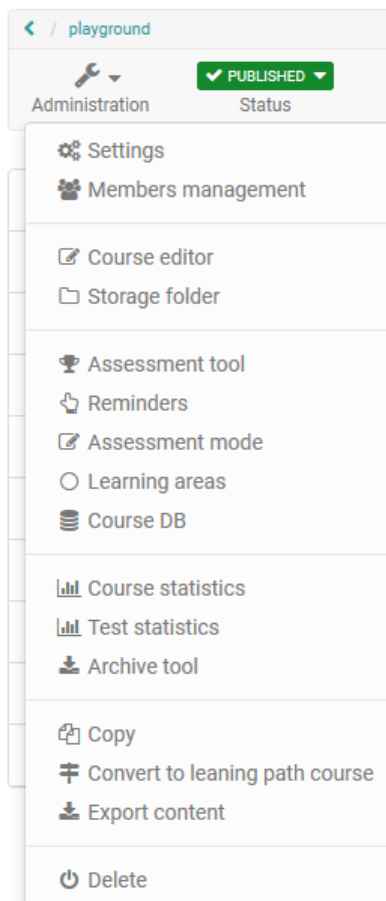 / playground
PUBLISHED
Administration Status
Settings
Members management
Course editor
Storage folder
Assessment tool
Reminders
Assessment mode
Learning areas
Course DB
Course statistics
Test statistics
Archive tool
Copy
Convert to leaning path course
Export content
Delete